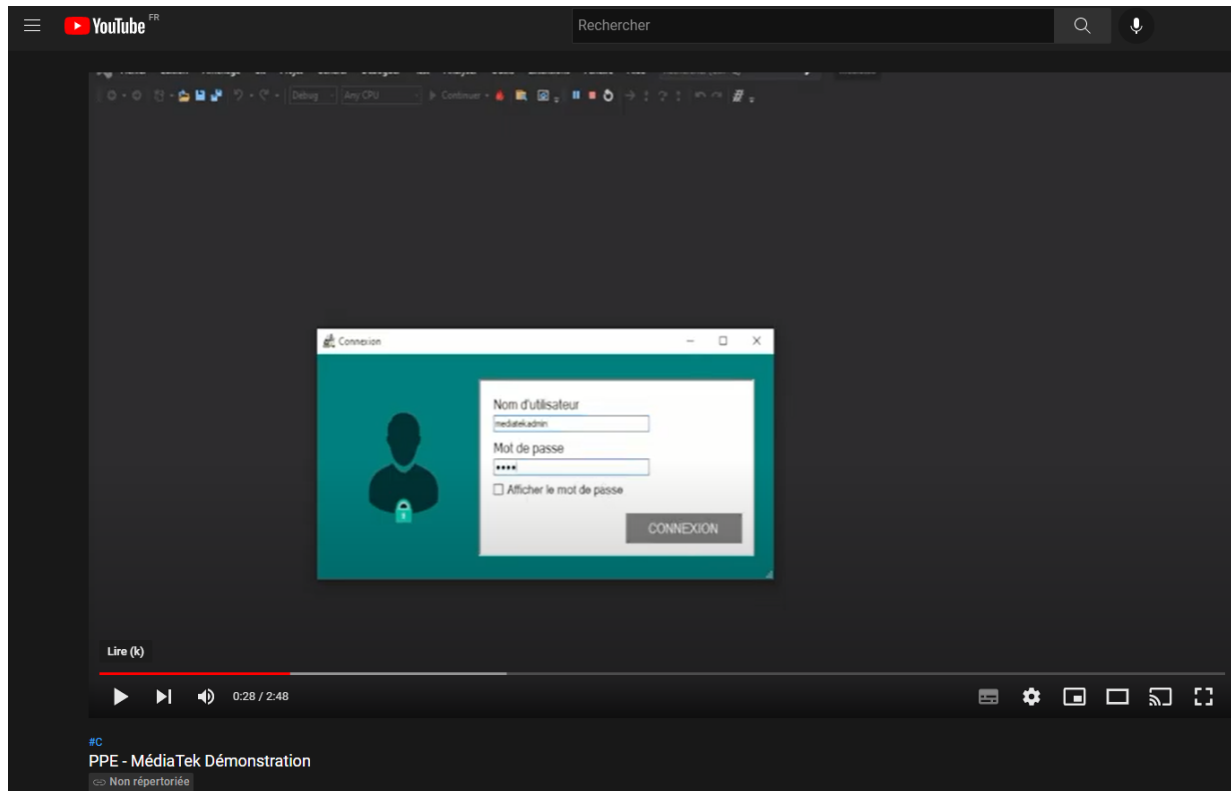 YouTube FR
Rechercher
Debug Any CPU Continuer
Connexion
Nom d'utilisateur
mediatekadmin
Mot de passe
••••
Afficher le mot de passe
CONNEXION
Lire (k)
0:28 / 2:48
#C
PPE - MédiaTek Démonstration
Non répertoriée